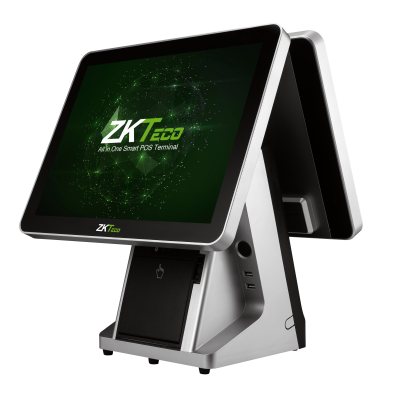 ZKTeco
All in One Smart POS Terminal
ZKTeco